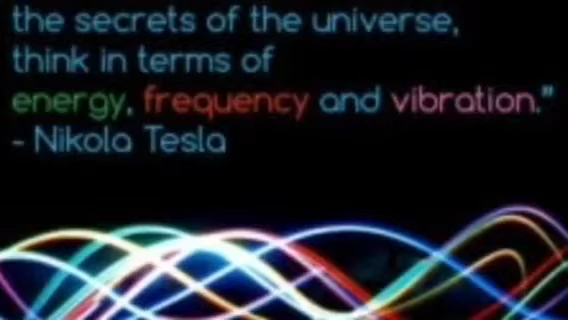 the secrets of the universe,
think in terms of
energy, frequency and vibration."
- Nikola Tesla